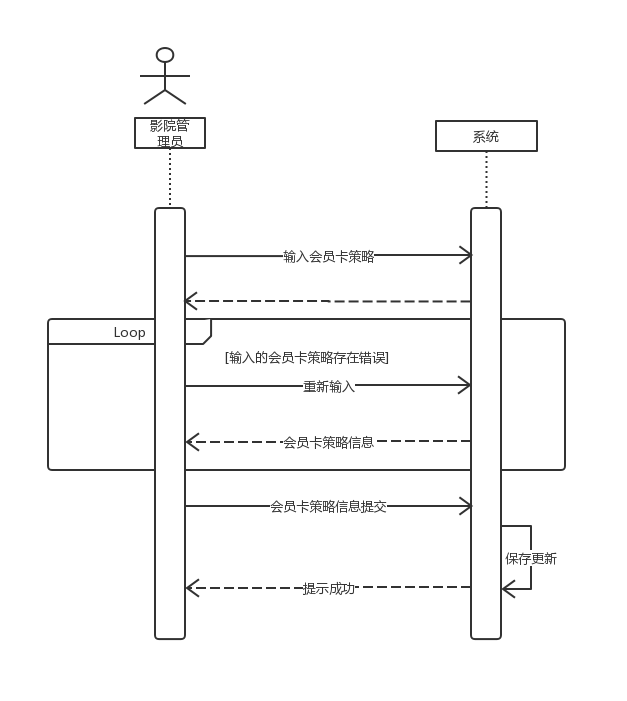 影院管
理员
系统
输入会员卡策略
Loop
[输入的会员卡策略存在错误]
重新输入
会员卡策略信息
会员卡策略信息提交
保存更新
提示成功